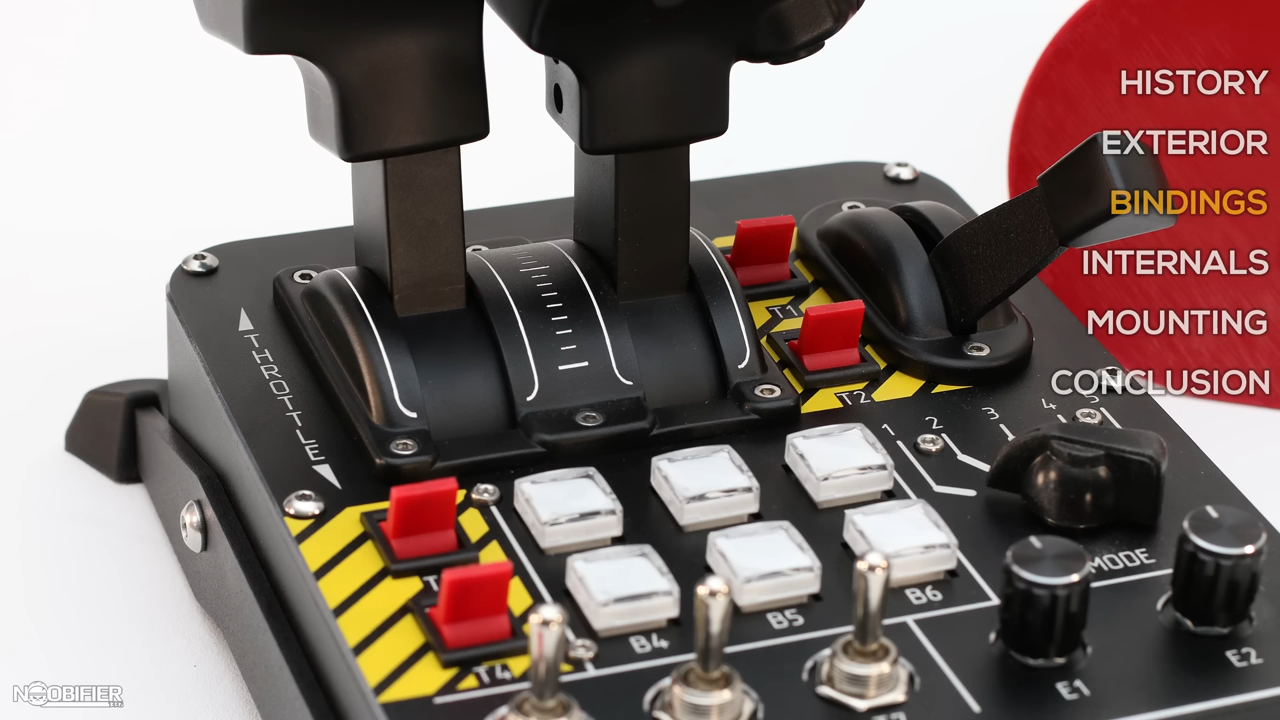 HISTORY
EXTERIOR
BINDINGS
INTERNALS
MOUNTING
CONCLUSION
THROTTLE
T1
T2
1 2 3 4 5
MODE
B4 B5 B6
T4
E1 E2
NOOBIFIER